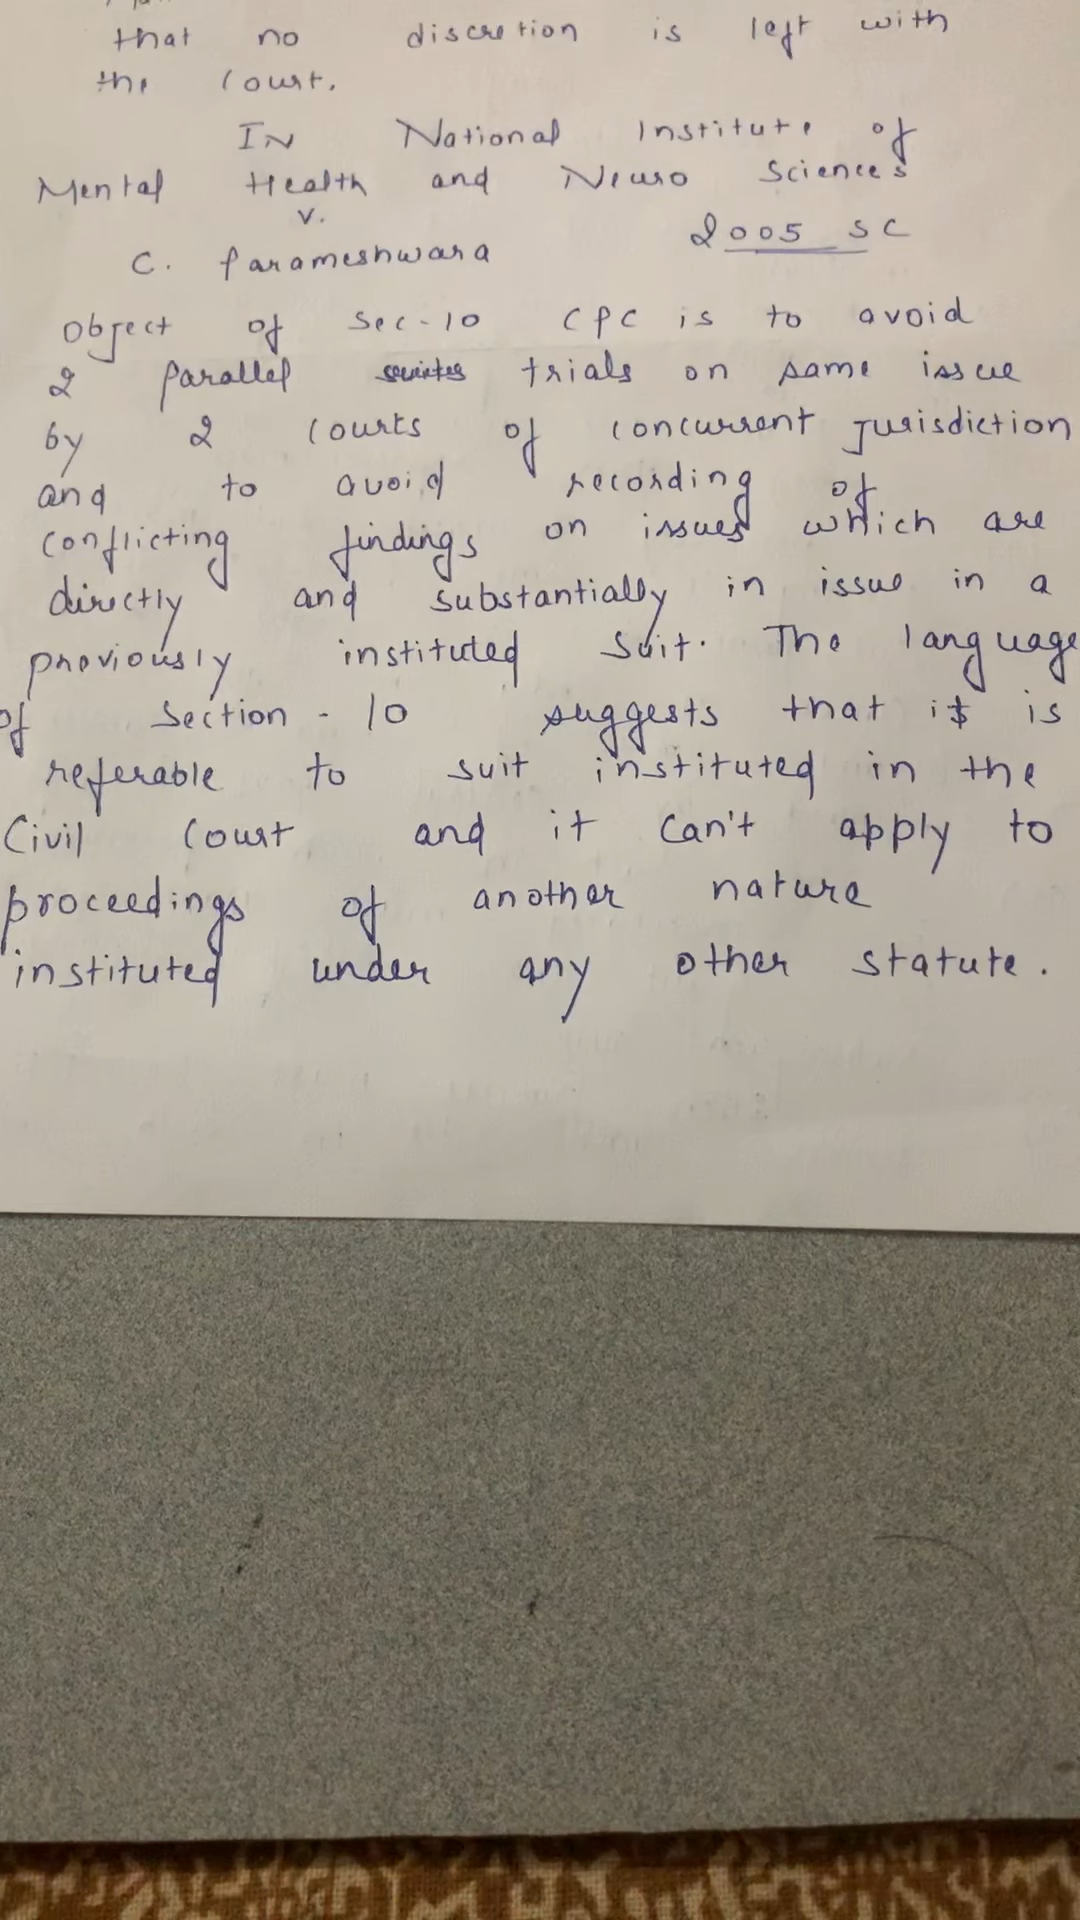 that no discretion is left with
the Court.
IN National Institute of
Mental Health and Neuro Sciences
v.
2005 SC
C. Parameshwara
Object of Sec-10 CPC is to avoid
2 parallel trials on same issue
by 2 Courts of concurrent jurisdiction
and to avoid recording of
conflicting findings on issues which are
directly and substantially in issue in a
previously instituted suit. The language
of Section-10 suggests that it is
referable to suit instituted in the
Civil Court and it can't apply to
proceedings of another nature
instituted under any other statute.